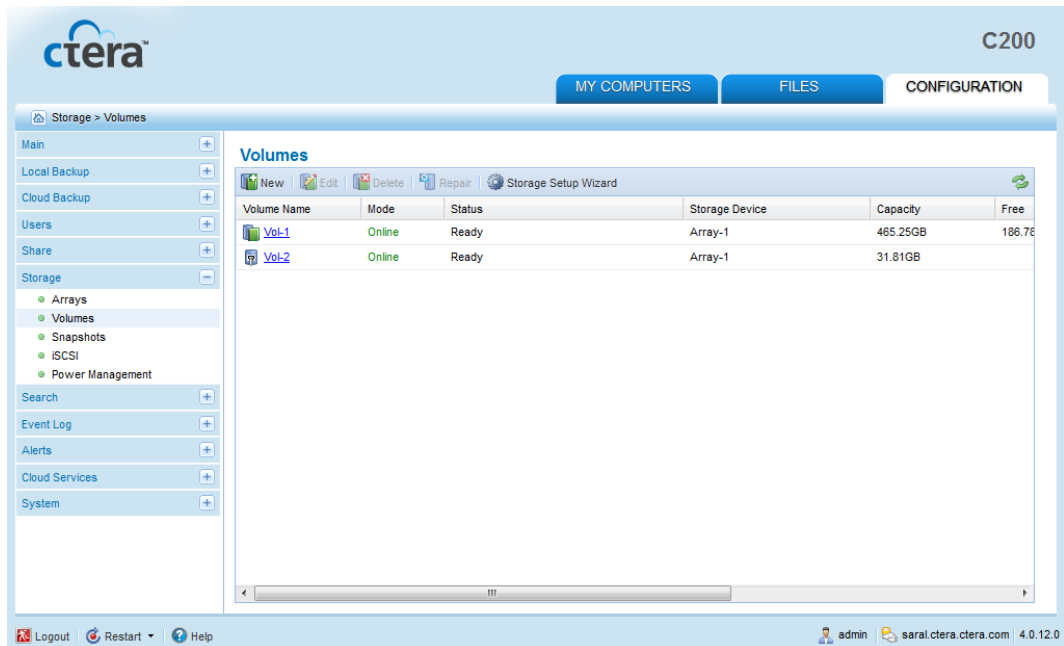 ctera™
C200
MY COMPUTERS FILES CONFIGURATION
Storage > Volumes
Main
Local Backup
Cloud Backup
Users
Share
Storage
Arrays
Volumes
Snapshots
iSCSI
Power Management
Search
Event Log
Alerts
Cloud Services
System
Volumes
New Edit Delete Repair Storage Setup Wizard
Volume Name Mode Status Storage Device Capacity Free
Vol-1 Online Ready Array-1 465.25GB 186.78
Vol-2 Online Ready Array-1 31.81GB
Logout Restart Help admin saral.ctera.ctera.com 4.0.12.0